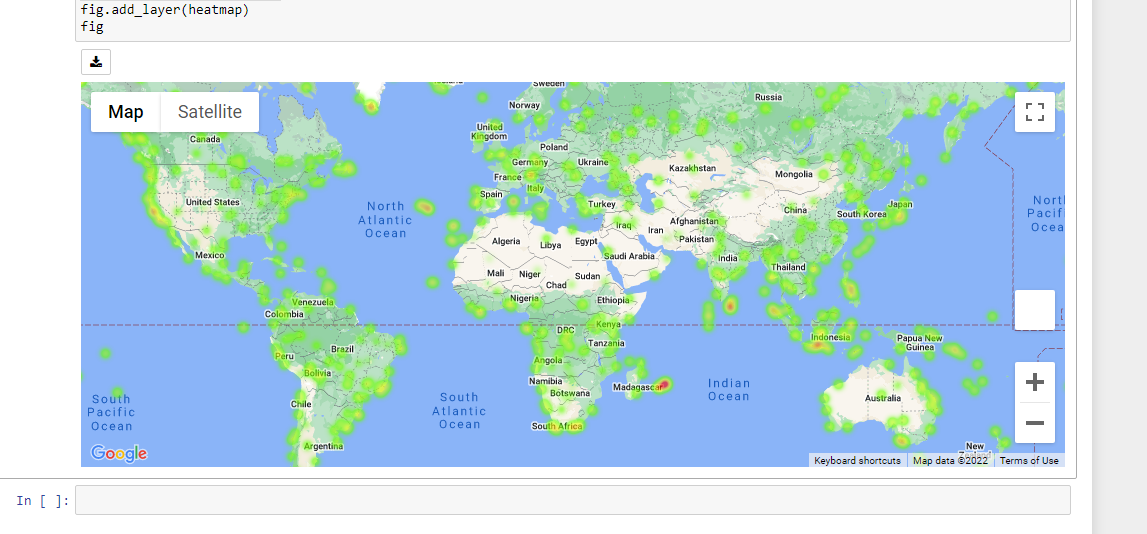 fig.add_layer(heatmap)
fig
Map
Satellite
Sweden
Russia
Norway
Canada
United
Kingdom
Poland
Germany
Ukraine
Kazakhstan
Mongolia
France
Italy
Spain
United States
North
Atlantic
Ocean
Turkey
China
South Korea
Japan
Nort
Pacif
Ocea
Afghanistan
Iraq
Iran
Pakistan
Algeria
Libya
Egypt
Saudi Arabia
Mexico
India
Thailand
Mali
Niger
Chad
Sudan
Nigeria
Ethiopia
Venezuela
Colombia
DRC
Kenya
Tanzania
Indonesia
Papua New
Guinea
Peru
Brazil
Angola
Bolivia
Namibia
Botswana
Madagascar
Indian
Ocean
South
Pacific
Ocean
Chile
South
Atlantic
Ocean
South Africa
Australia
Argentina
New
Google
Keyboard shortcuts
Map data ©2022
Terms of Use
In [ ]: